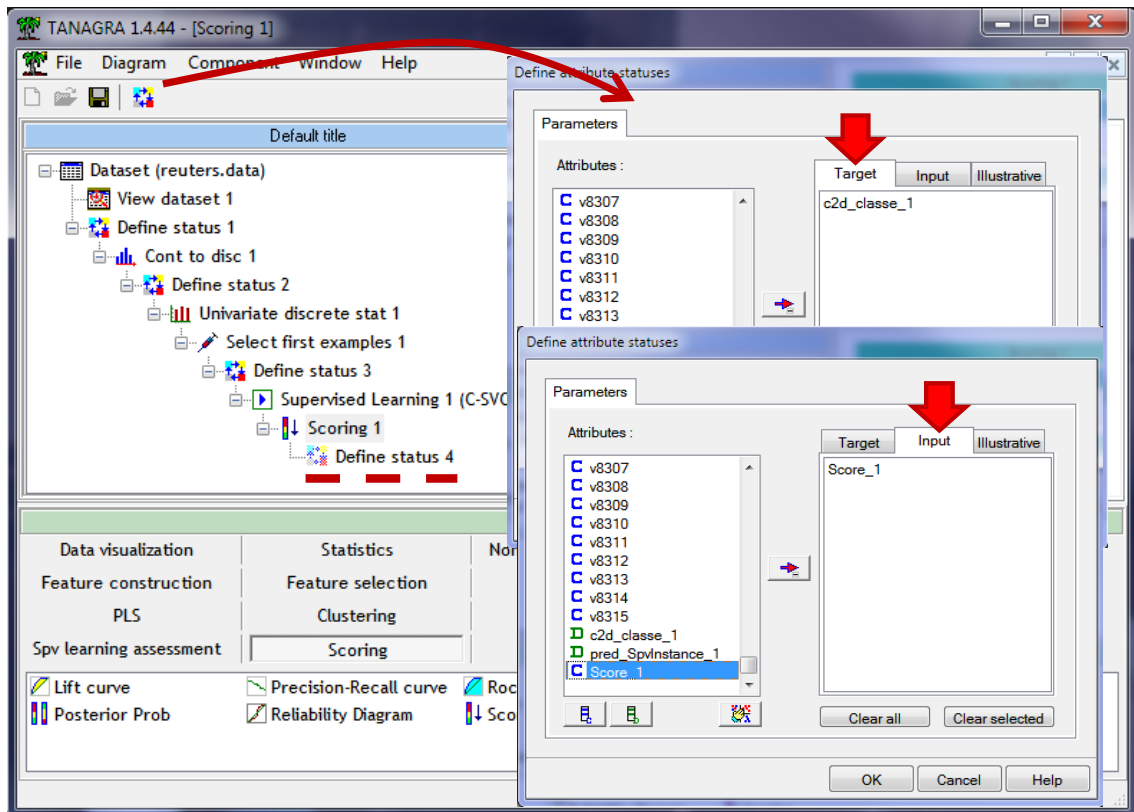 TANAGRA 1.4.44 - [Scoring 1]
File Diagram Component Window Help
Default title
Dataset (reuters.data)
View dataset 1
Define status 1
Cont to disc 1
Define status 2
Univariate discrete stat 1
Select first examples 1
Define status 3
Supervised Learning 1 (C-SVC
Scoring 1
Define status 4
Define attribute statuses
Parameters
Attributes :
Target Input Illustrative
C v8307
C v8308
C v8309
C v8310
C v8311
C v8312
C v8313
c2d_classe_1
Define attribute statuses
Parameters
Attributes :
Target Input Illustrative
C v8307
C v8308
C v8309
C v8310
C v8311
C v8312
C v8313
C v8314
C v8315
D c2d_classe_1
D pred_SpvInstance_1
C Score_1
Score_1
Clear all Clear selected
OK Cancel Help
Data visualization Statistics Non
Feature construction Feature selection
PLS Clustering
Spv learning assessment Scoring
Lift curve Precision-Recall curve Roc
Posterior Prob Reliability Diagram Sco